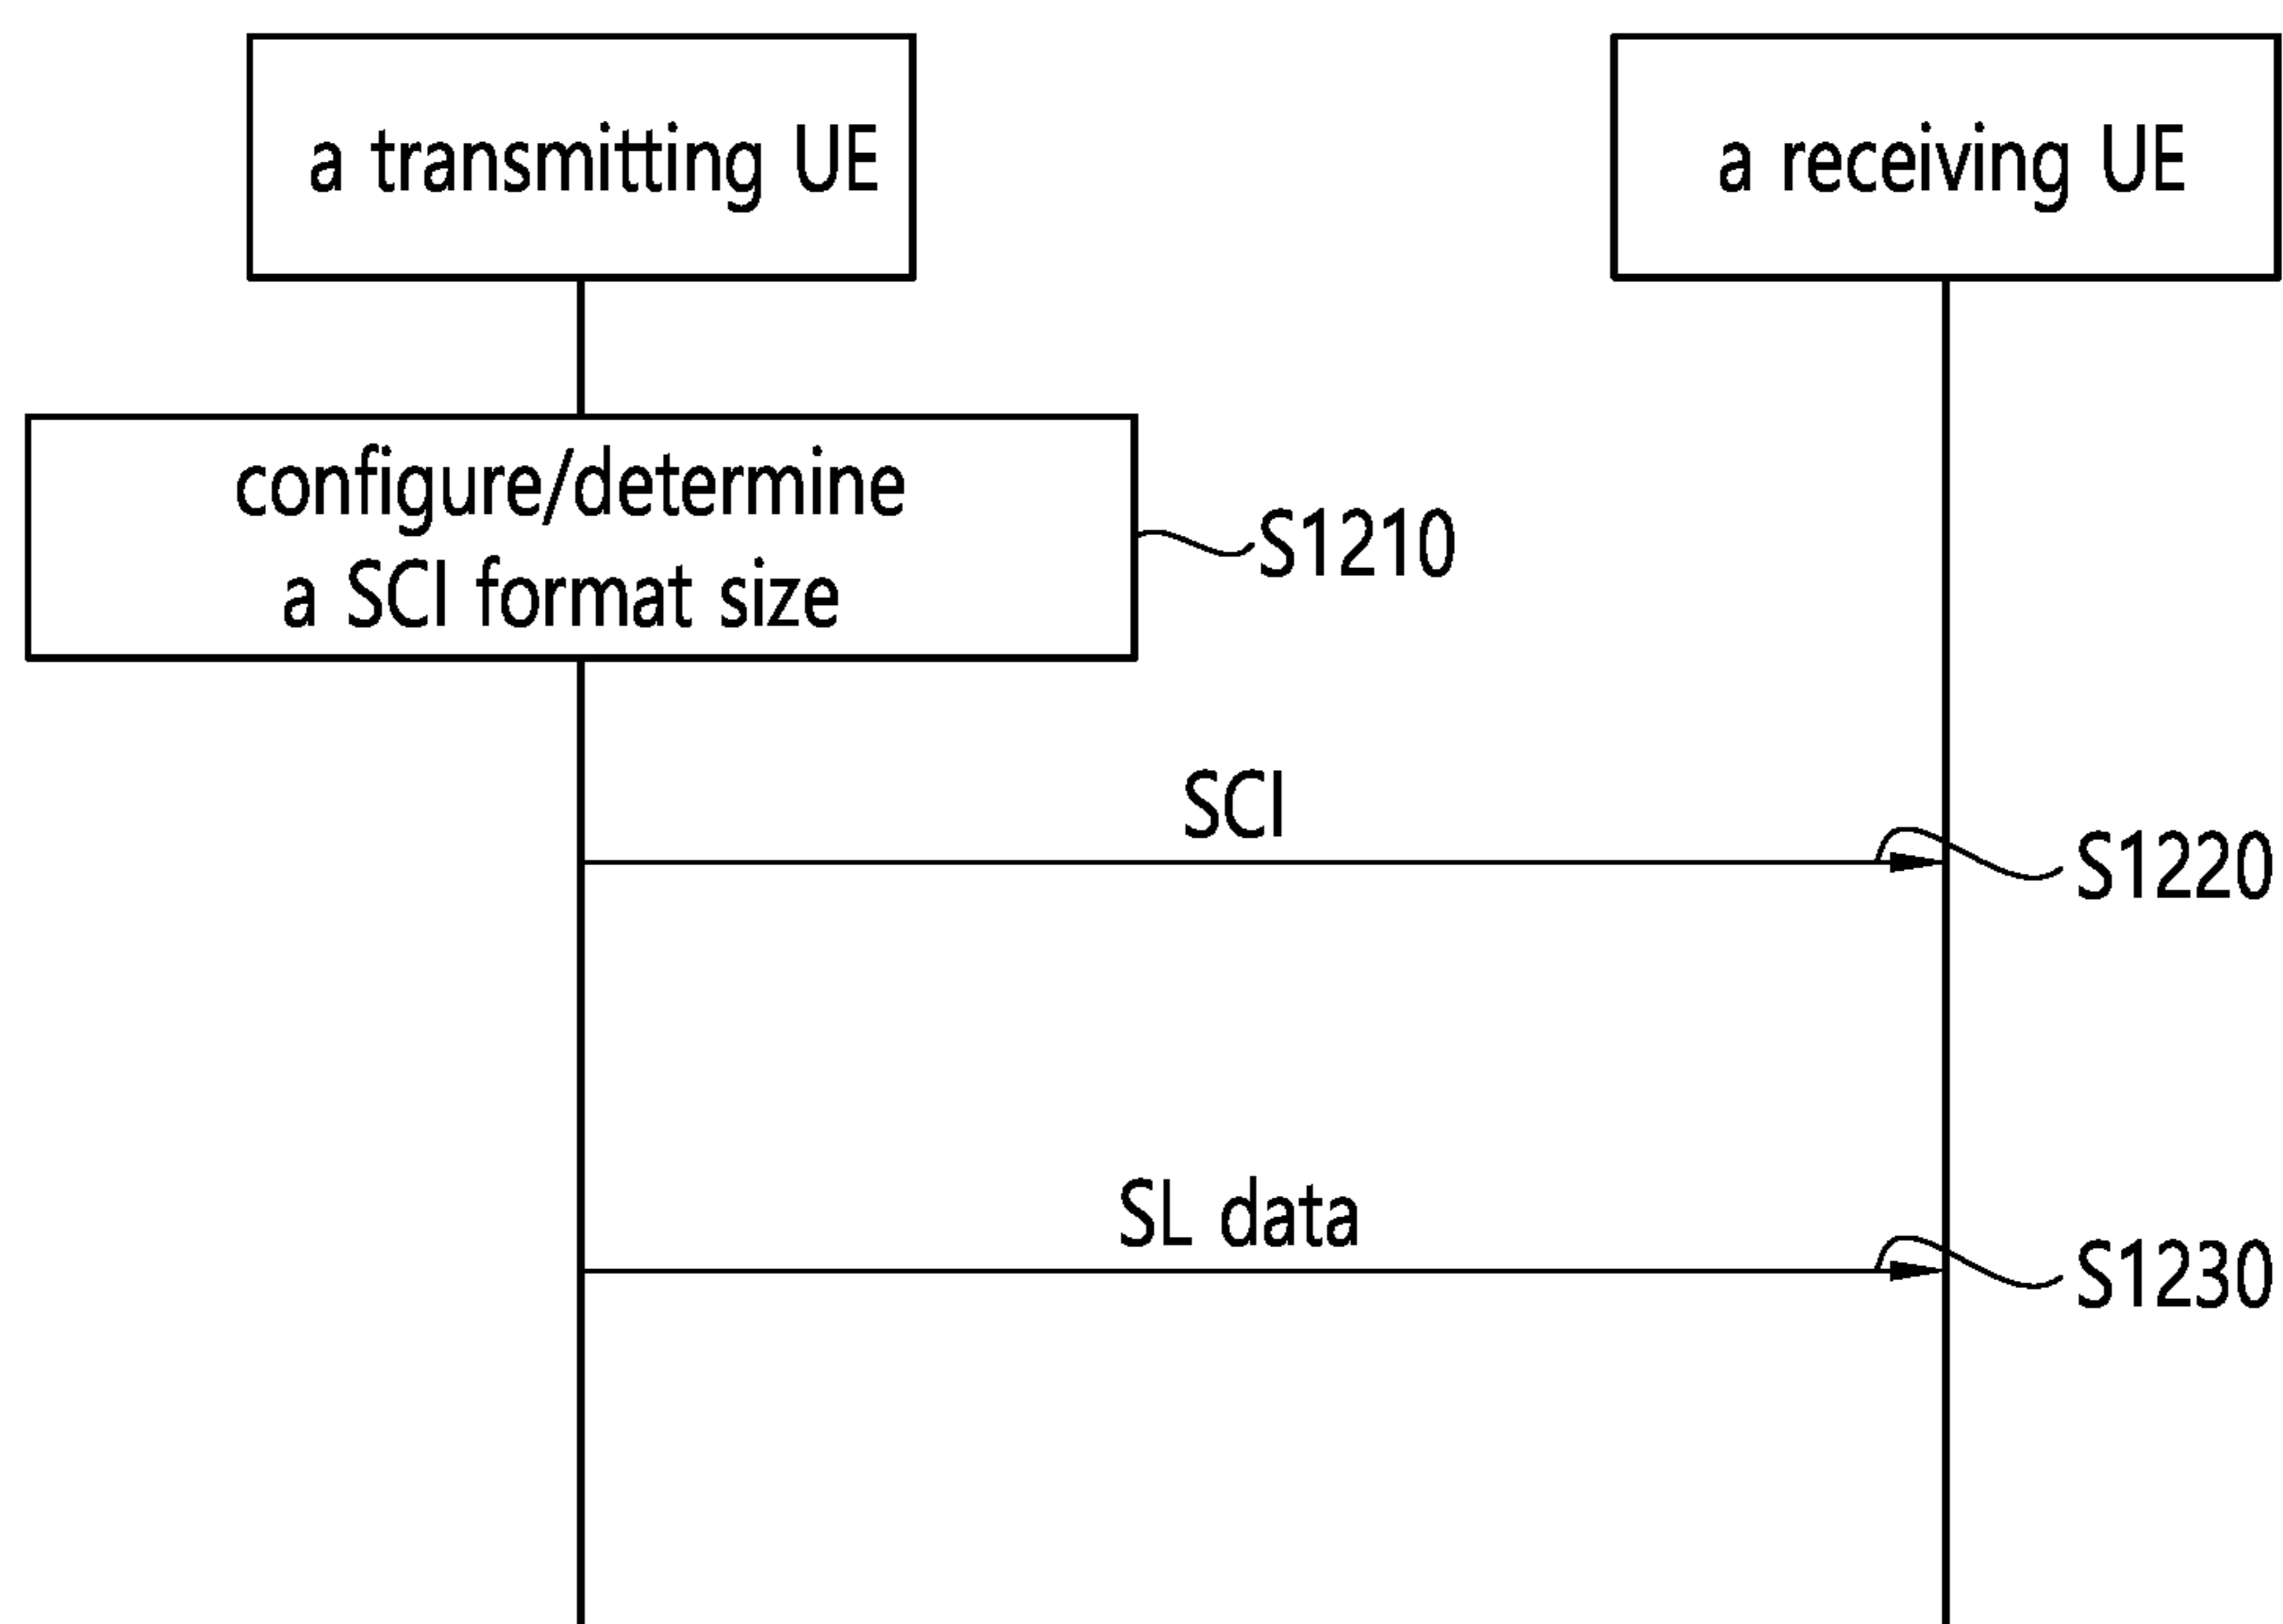 a transmitting UE
a receiving UE
configure/determine
a SCI format size
S1210
SCI
S1220
SL data
S1230